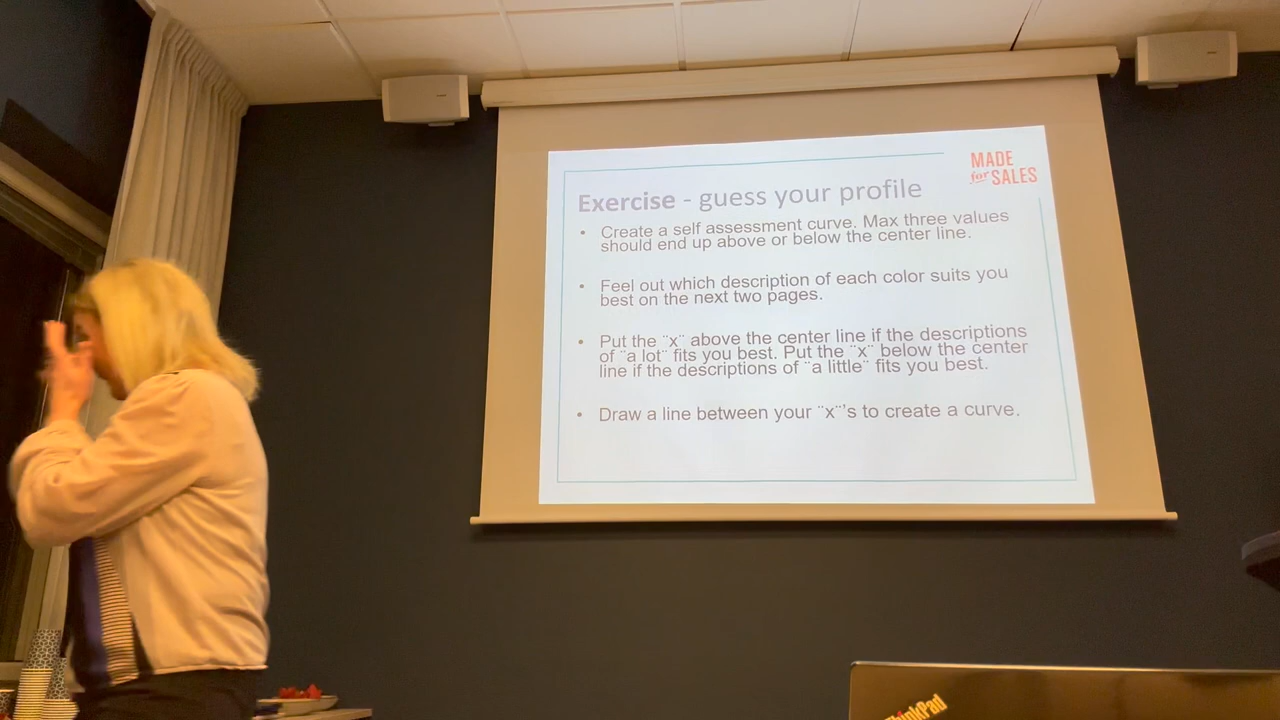 MADE
for SALES
Exercise - guess your profile
• Create a self assessment curve. Max three values
should end up above or below the center line.
• Feel out which description of each color suits you
best on the next two pages.
• Put the ¨x¨ above the center line if the descriptions
of ¨a lot¨ fits you best. Put the ¨x¨ below the center
line if the descriptions of ¨a little¨ fits you best.
• Draw a line between your ¨x¨'s to create a curve.
ThinkPad